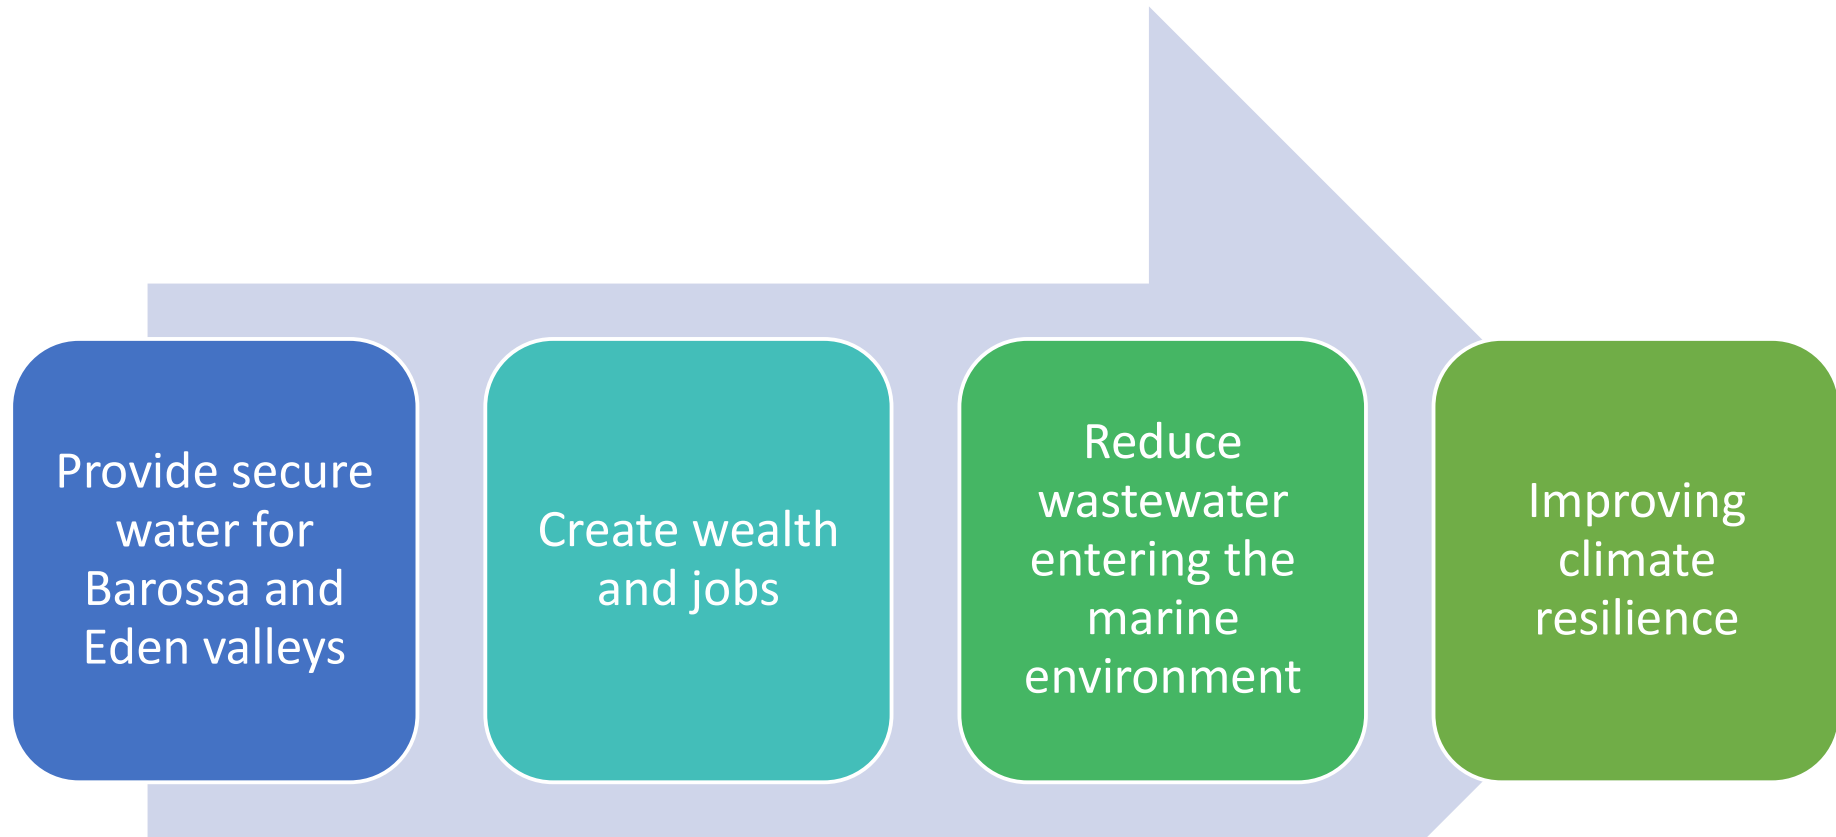 Provide secure
water for
Barossa and
Eden valleys
Create wealth
and jobs
Reduce
wastewater
entering the
marine
environment
Improving
climate
resilience